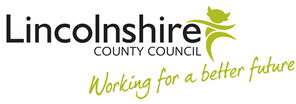 Lincolnshire
COUNTY COUNCIL
Working for a better future